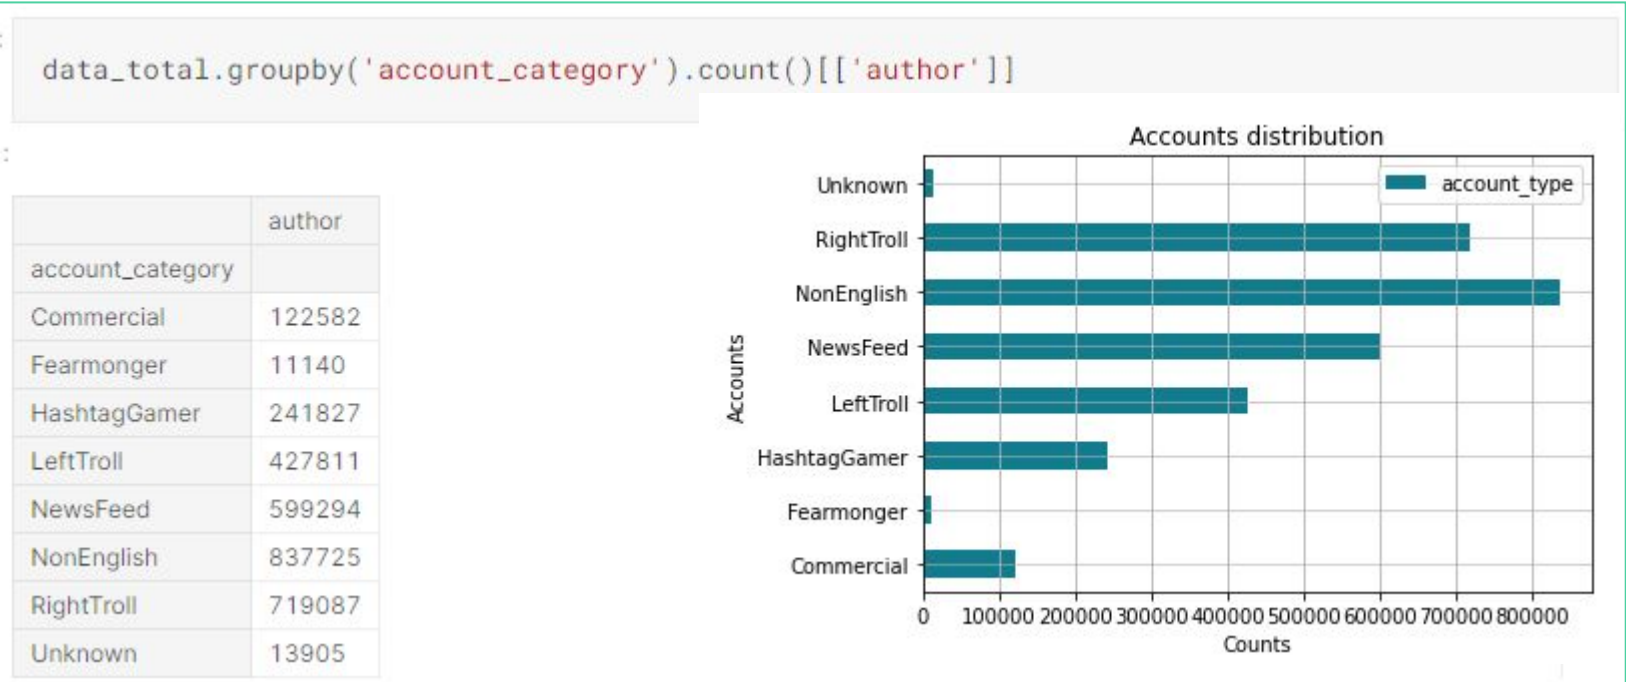 data_total.groupby('account_category').count()[['author']]
author
account_category
Commercial 122582
Fearmonger 11140
HashtagGamer 241827
LeftTroll 427811
NewsFeed 599294
NonEnglish 837725
RightTroll 719087
Unknown 13905
Accounts distribution
account_type
Unknown
RightTroll
NonEnglish
NewsFeed
LeftTroll
HashtagGamer
Fearmonger
Commercial
Accounts
0 100000 200000 300000 400000 500000 600000 700000 800000
Counts